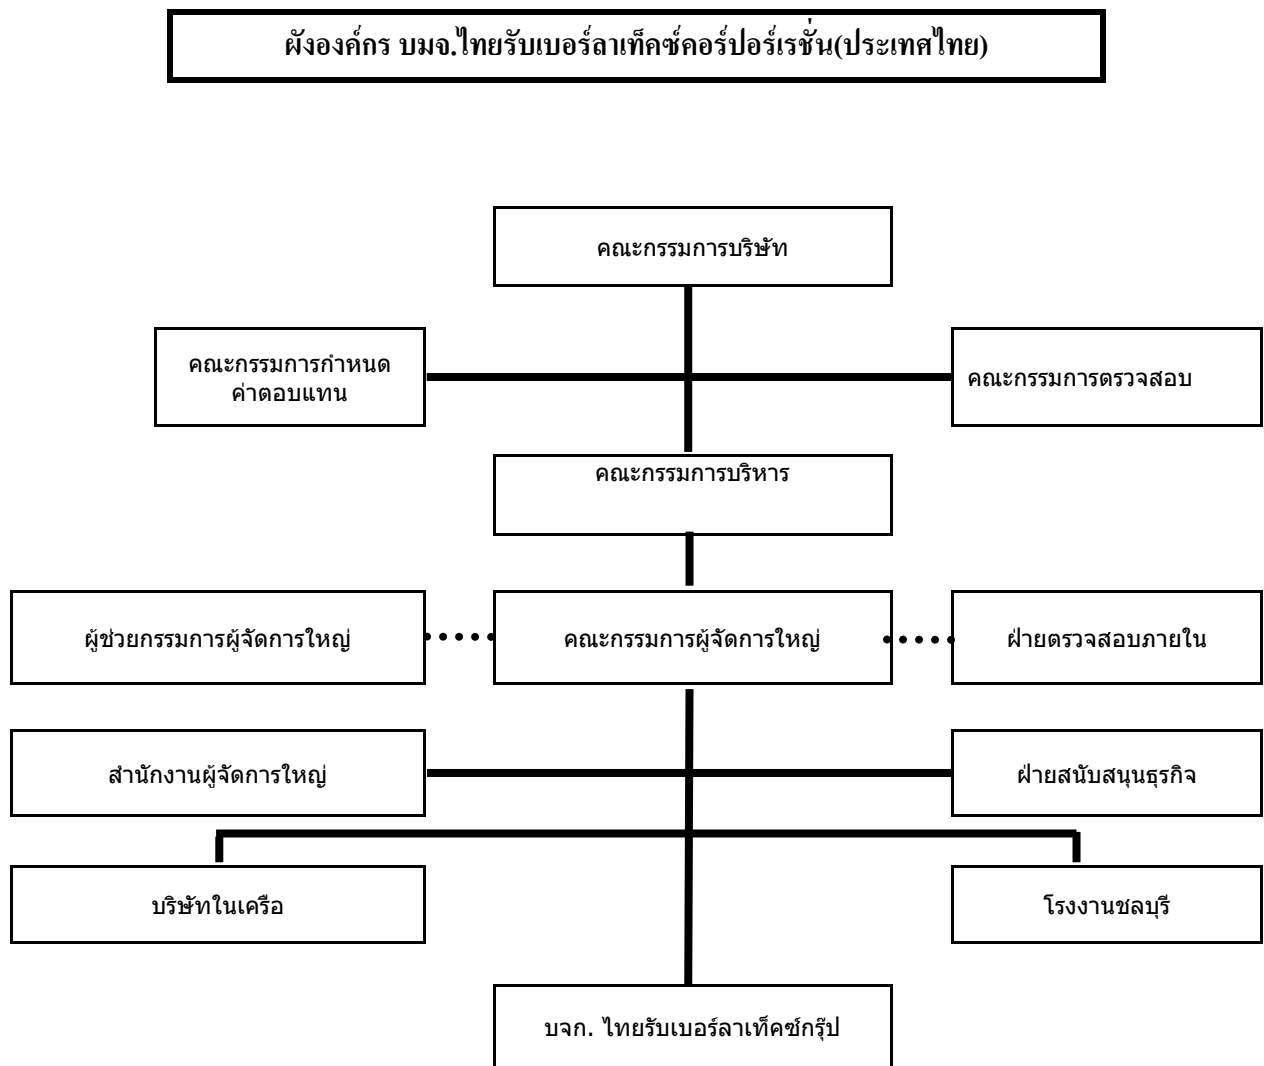 ผังองค์กร บมจ.ไทยรับเบอร์ลาเท็คซ์คอร์ปอร์เรชั่น(ประเทศไทย)
คณะกรรมการบริษัท
คณะกรรมการกำหนด
ค่าตอบแทน
คณะกรรมการตรวจสอบ
คณะกรรมการบริหาร
ผู้ช่วยกรรมการผู้จัดการใหญ่
คณะกรรมการผู้จัดการใหญ่
ฝ่ายตรวจสอบภายใน
สำนักงานผู้จัดการใหญ่
ฝ่ายสนับสนุนธุรกิจ
บริษัทในเครือ
โรงงานชลบุรี
บจก. ไทยรับเบอร์ลาเท็คซ์กรุ๊ป